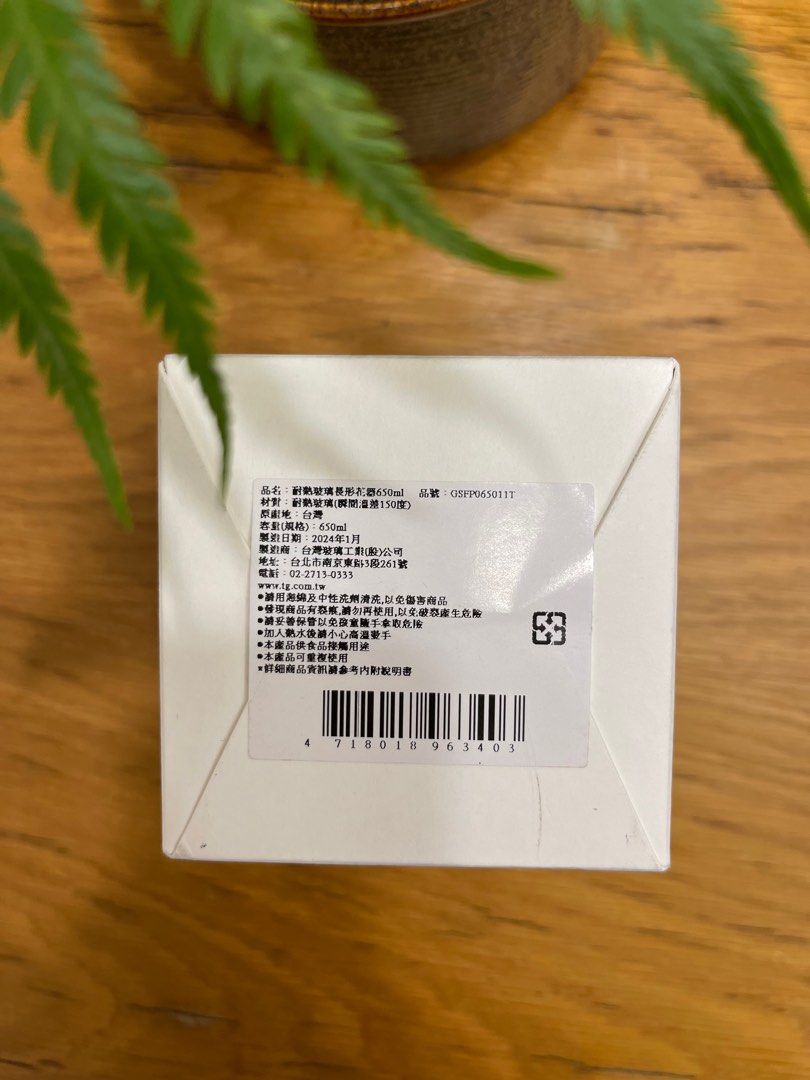 品名：耐熱玻璃長形花器650ml 品號：GSFP065011T
材質：耐熱玻璃(瞬間溫差150度)
原產地：台灣
容量(規格)：650ml
製造日期：2024年1月
製造商：台灣玻璃工業(股)公司
地址：台北市南京東路3段261號
電話：02-2713-0333
www.tg.com.tw
●請用海綿及中性洗劑清洗,以免傷害商品
●發現商品有裂痕,請勿再使用,以免破裂產生危險
●請妥善保管以免孩童隨手拿取危險
●加入熱水後請小心高溫燙手
●本產品供食品接觸用途
●本產品可重複使用
*詳細商品資訊請參考內附說明書
4 718018 963403